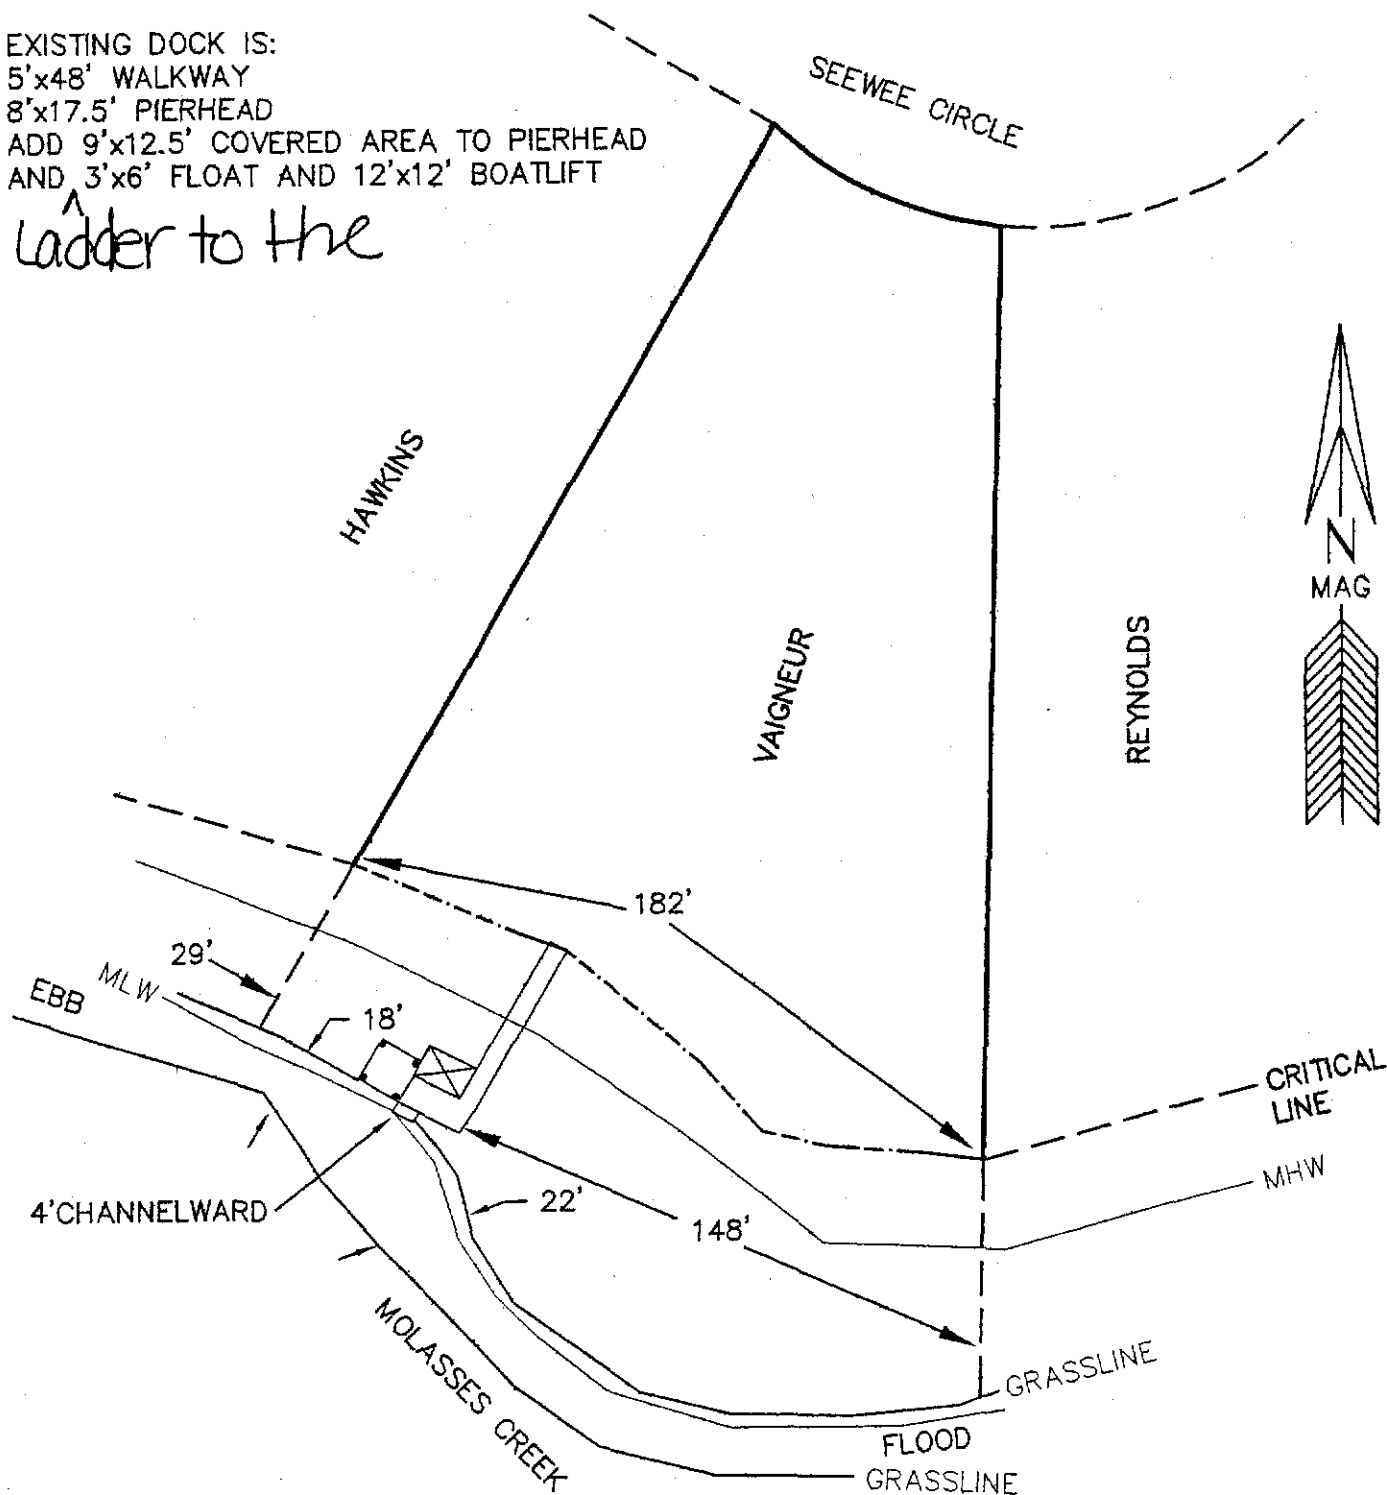 EXISTING DOCK IS:
5'x48' WALKWAY
8'x17.5' PIERHEAD
ADD 9'x12.5' COVERED AREA TO PIERHEAD
AND ^ 3'x6' FLOAT AND 12'x12' BOATLIFT
Ladder to the
SEEWEE CIRCLE
HAWKINS
VAIGNEUR
REYNOLDS
N
MAG
182'
29'
MLW
EBB
18'
CRITICAL
LINE
MHW
4'CHANNELWARD
22'
148'
MOLASSES CREEK
GRASSLINE
FLOOD
GRASSLINE